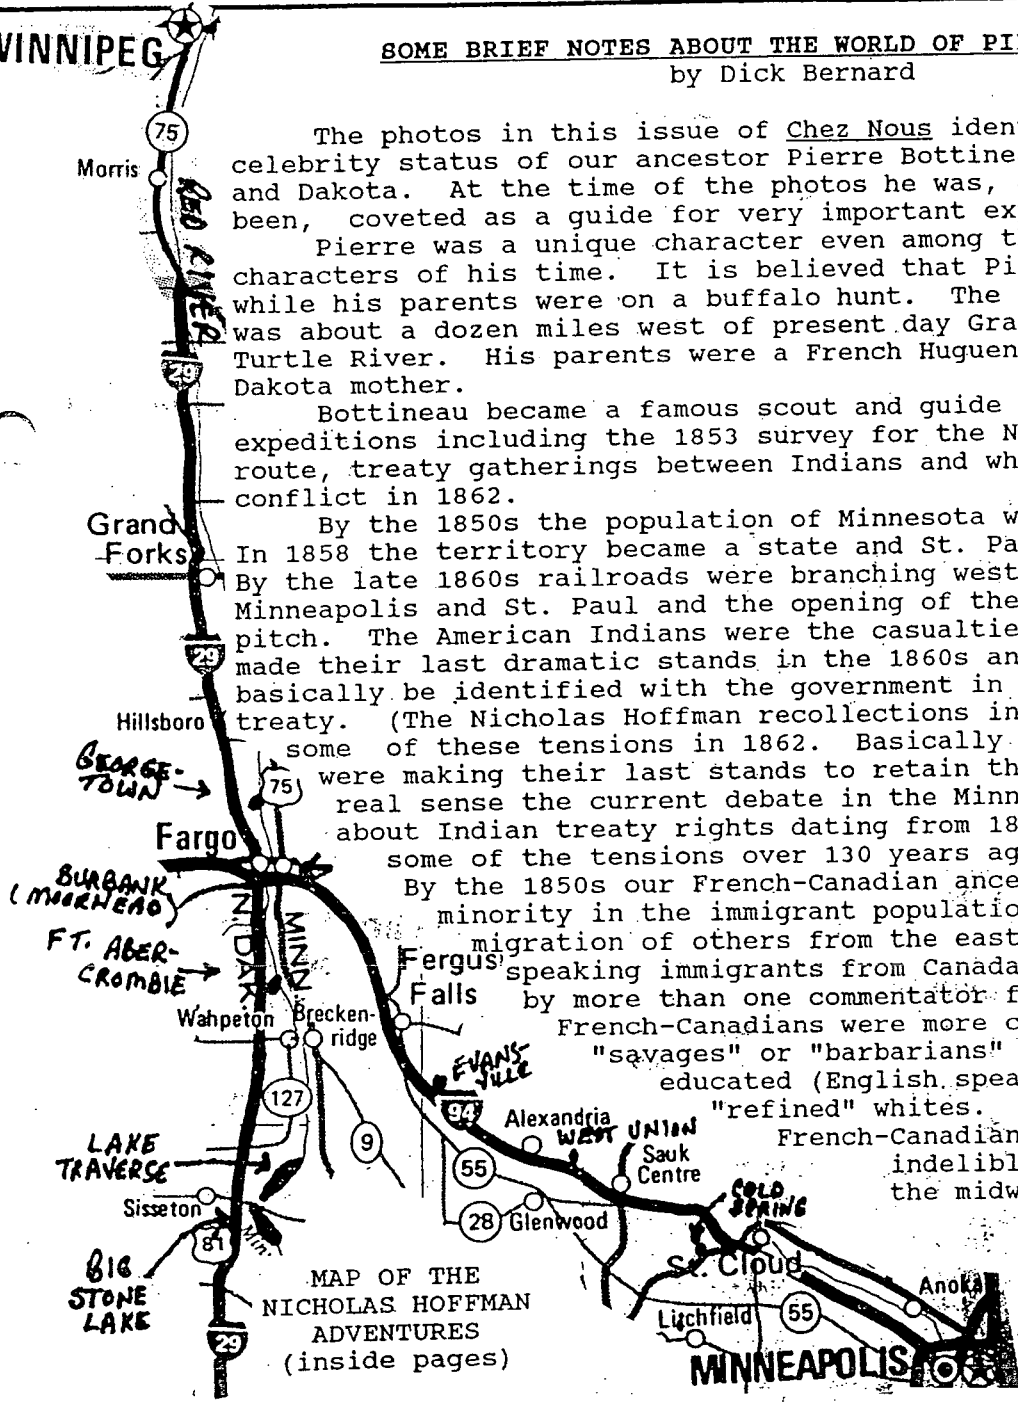 WINNIPEG
SOME BRIEF NOTES ABOUT THE WORLD OF PI
by Dick Bernard
The photos in this issue of Chez Nous iden
celebrity status of our ancestor Pierre Bottine
and Dakota. At the time of the photos he was,
been, coveted as a guide for very important ex
Pierre was a unique character even among t
characters of his time. It is believed that Pi
while his parents were on a buffalo hunt. The
was about a dozen miles west of present day Gra
Turtle River. His parents were a French Huguen
Dakota mother.
Bottineau became a famous scout and guide
expeditions including the 1853 survey for the N
route, treaty gatherings between Indians and wh
conflict in 1862.
By the 1850s the population of Minnesota w
In 1858 the territory became a state and St. Pa
By the late 1860s railroads were branching west
Minneapolis and St. Paul and the opening of the
pitch. The American Indians were the casualtie
made their last dramatic stands in the 1860s an
basically be identified with the government in
treaty. (The Nicholas Hoffman recollections in
some of these tensions in 1862. Basically
were making their last stands to retain th
real sense the current debate in the Minn
about Indian treaty rights dating from 18
some of the tensions over 130 years ag
By the 1850s our French-Canadian ance
minority in the immigrant populatio
migration of others from the east
speaking immigrants from Canada
by more than one commentator f
French-Canadians were more c
"savages" or "barbarians"
educated (English spea
"refined" whites.
French-Canadian
indelibl
the midw
75
Morris
RED RIVER
29
Grand
Forks
29
Hillsboro
GEORGE-
TOWN
75
Fargo
BURBANK
(MOORHEAD
N. DAK.
MINN.
FT. ABER-
CROMBIE
Fergus
Falls
Wahpeton
Brecken-
ridge
EVANS-
VILLE
127
94
9
Alexandria
WEST UNION
Sauk
Centre
LAKE
TRAVERSE
55
Sisseton
28
Glenwood
COLD
SPRING
81
Min.
St. Cloud
BIG
STONE
LAKE
MAP OF THE
NICHOLAS HOFFMAN
ADVENTURES
(inside pages)
Anoka
55
Litchfield
29
MINNEAPOLIS